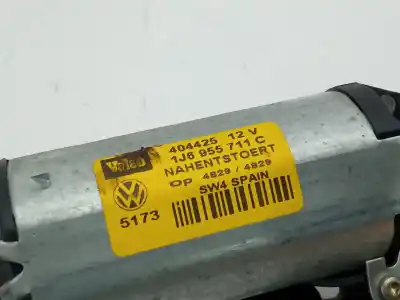 Valeo
404425 12 V
1J6 955 711 C
NAHENTSTOERT
OP 4829 / 4829
5173
SW4 SPAIN